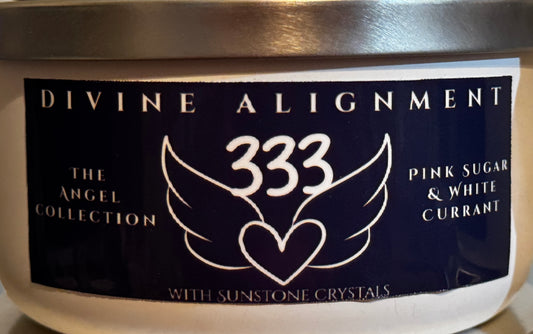 DIVINE ALIGNMENT
333
THE
ANGEL
COLLECTION
PINK SUGAR
& WHITE
CURRANT
WITH SUNSTONE CRYSTALS